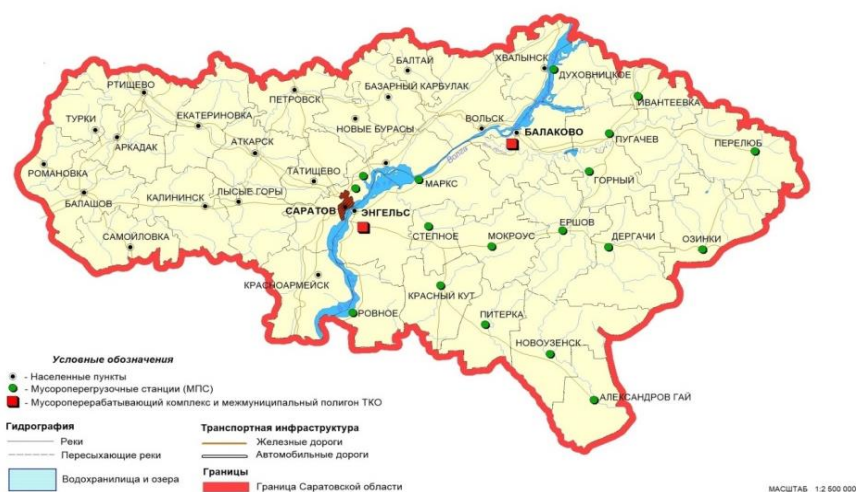 ХВАЛЫНСК
ДУХОВНИЦКОЕ
БАЛТАЙ
РТИЩЕВО
БАЗАРНЫЙ КАРБУЛАК
ПЕТРОВСК
ИВАНТЕЕВКА
ТУРКИ
ЕКАТЕРИНОВКА
ВОЛЬСК
НОВЫЕ БУРАСЫ
БАЛАКОВО
АРКАДАК
ПУГАЧЕВ
АТКАРСК
Волга
ПЕРЕЛЮБ
РОМАНОВКА
ТАТИЩЕВО
МАРКС
ГОРНЫЙ
БАЛАШОВ
КАЛИНИНСК
ЛЫСЫЕ ГОРЫ
САРАТОВ
ЭНГЕЛЬС
ЕРШОВ
САМОЙЛОВКА
СТЕПНОЕ
МОКРОУС
ДЕРГАЧИ
ОЗИНКИ
КРАСНОАРМЕЙСК
КРАСНЫЙ КУТ
РОВНОЕ
ПИТЕРКА
НОВОУЗЕНСК
АЛЕКСАНДРОВ ГАЙ
Условные обозначения
- Населенные пункты
- Мусороперегрузочные станции (МПС)
- Мусороперерабатывающий комплекс и межмуниципальный полигон ТКО
Гидрография
Реки
Пересыхающие реки
Водохранилища и озера
Транспортная инфраструктура
Железные дороги
Автомобильные дороги
Границы
Граница Саратовской области
МАСШТАБ 1:2 500 000